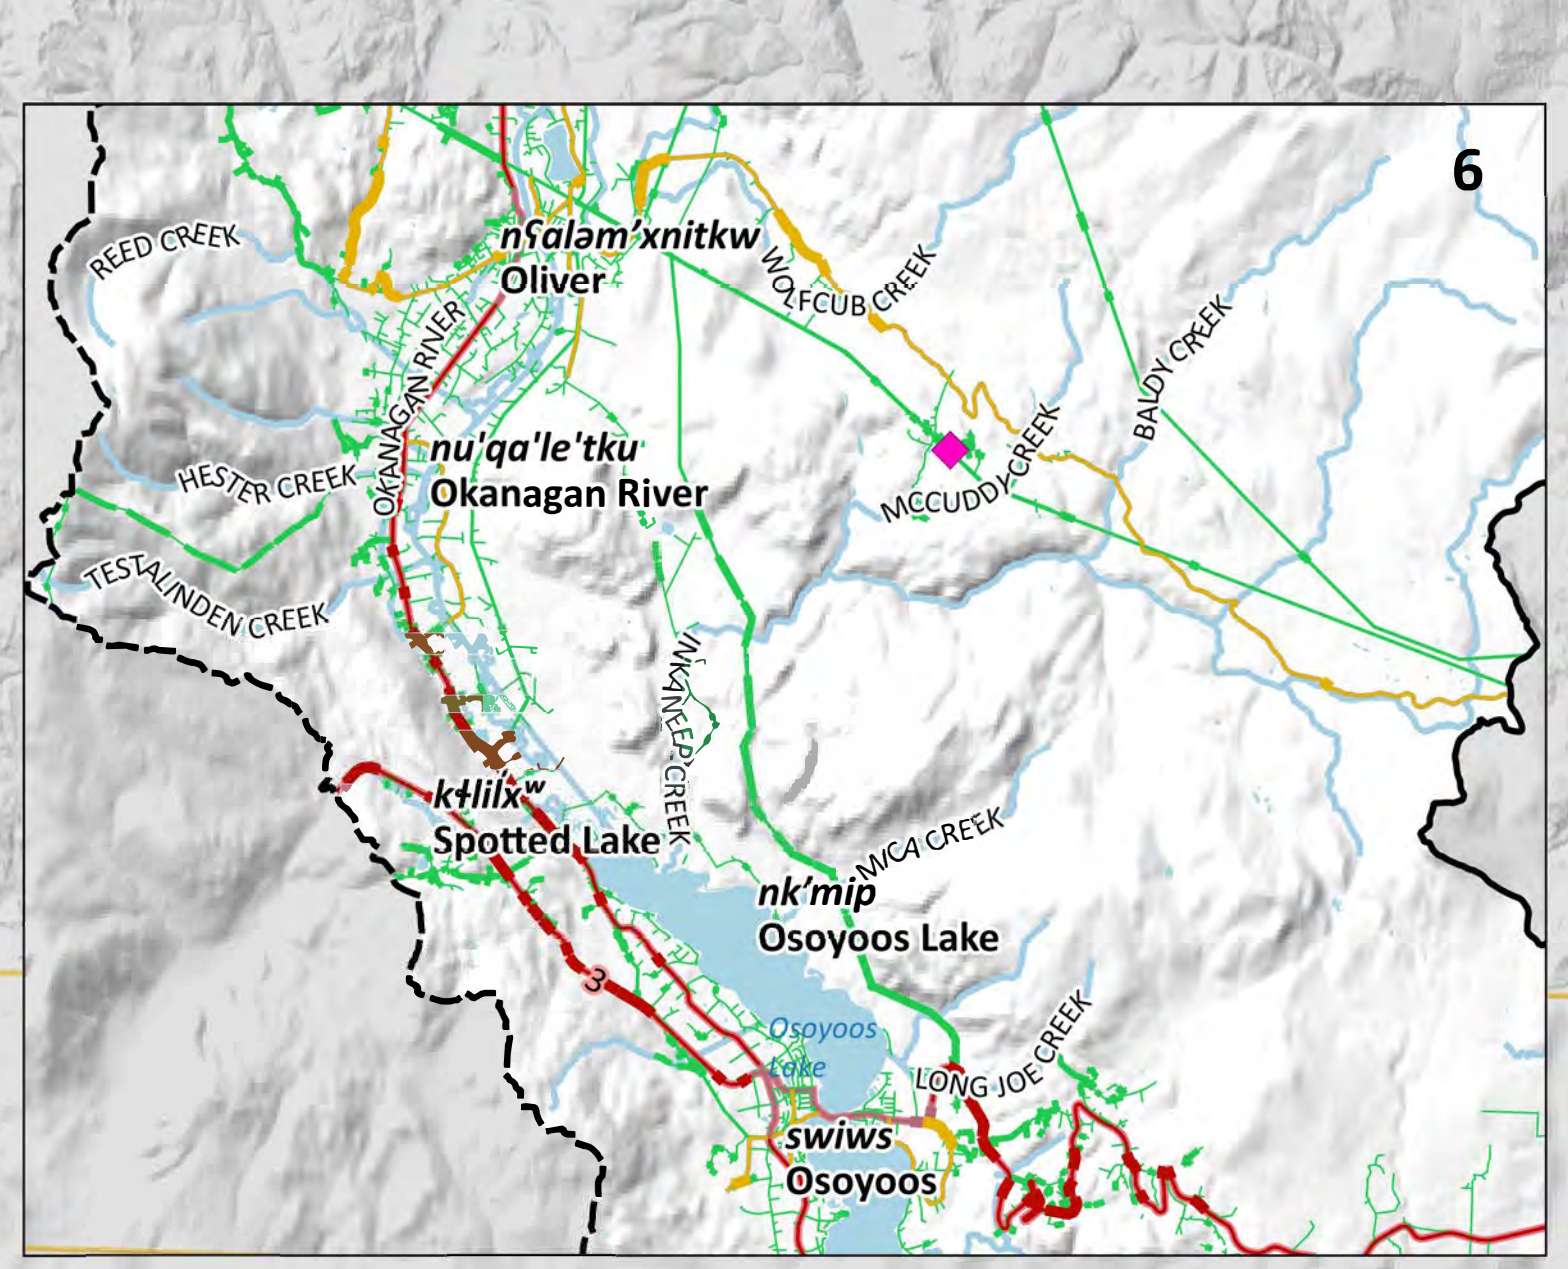 6
REED CREEK
nʕaləm'xnitkw
Oliver
WOLFCUB CREEK
BALDY CREEK
OKANAGAN RIVER
nu'qa'le'tku
Okanagan River
HESTER CREEK
MCCUDDY CREEK
TESTALINDEN CREEK
WKANEEP CREEK
kɬlilxʷ
Spotted Lake
MICA CREEK
nk'mip
Osoyoos Lake
3
Osoyoos
Lake
LONG JOE CREEK
swiws
Osoyoos